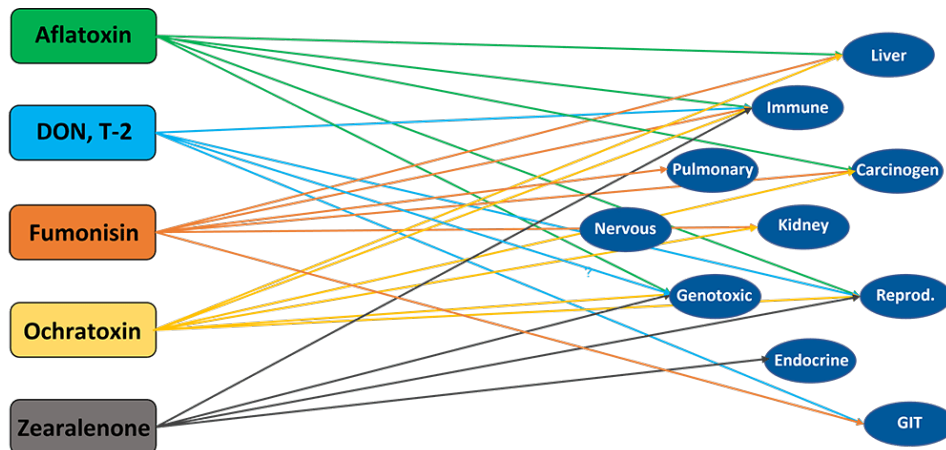 Aflatoxin
DON, T-2
Fumonisin
Ochratoxin
Zearalenone
Liver
Immune
Pulmonary
Carcinogen
Nervous
Kidney
?
Genotoxic
Reprod.
Endocrine
GIT